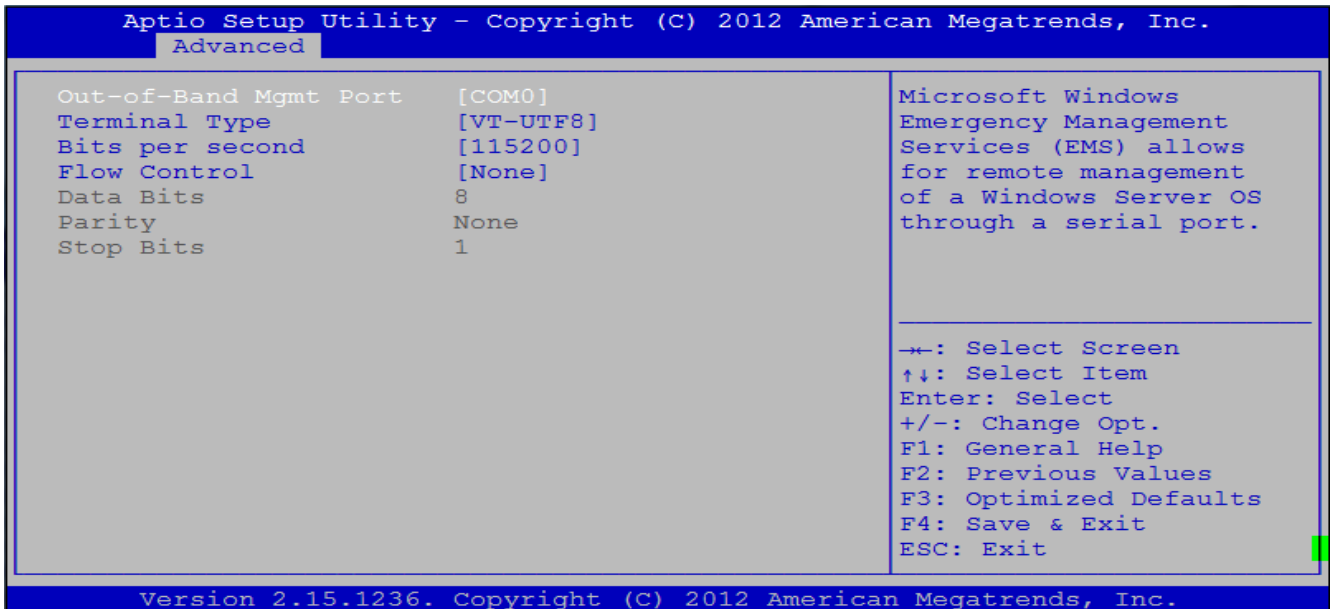 Aptio Setup Utility – Copyright (C) 2012 American Megatrends, Inc.
Advanced
Out-of-Band Mgmt Port [COM0]
Terminal Type [VT-UTF8]
Bits per second [115200]
Flow Control [None]
Data Bits 8
Parity None
Stop Bits 1
Microsoft Windows
Emergency Management
Services (EMS) allows
for remote management
of a Windows Server OS
through a serial port.
→←: Select Screen
↑↓: Select Item
Enter: Select
+/-: Change Opt.
F1: General Help
F2: Previous Values
F3: Optimized Defaults
F4: Save & Exit
ESC: Exit
Version 2.15.1236. Copyright (C) 2012 American Megatrends, Inc.